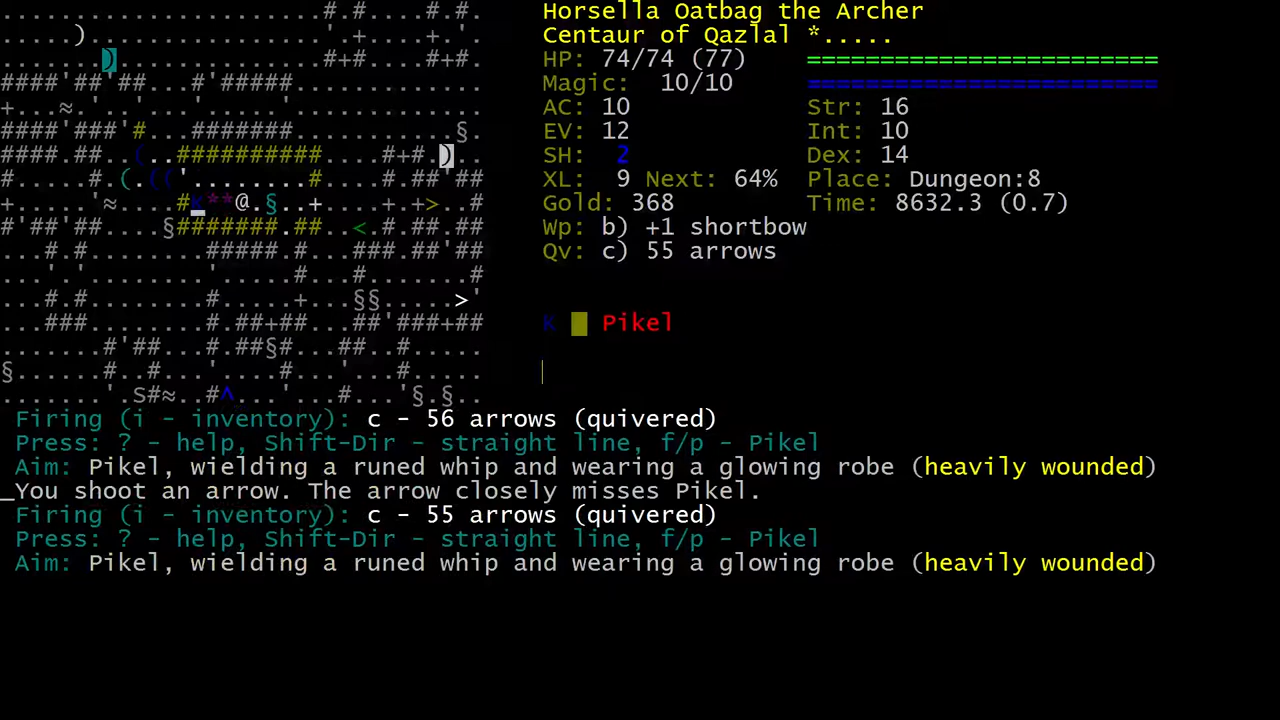 Horsella Oatbag the Archer
Centaur of Qazlal *.....
HP: 74/74 (77)
Magic: 10/10
AC: 10 Str: 16
EV: 12 Int: 10
SH: 2 Dex: 14
XL: 9 Next: 64% Place: Dungeon:8
Gold: 368 Time: 8632.3 (0.7)
Wp: b) +1 shortbow
Qv: c) 55 arrows
K Pikel
Firing (i - inventory): c - 56 arrows (quivered)
Press: ? - help, Shift-Dir - straight line, f/p - Pikel
Aim: Pikel, wielding a runed whip and wearing a glowing robe (heavily wounded)
_You shoot an arrow. The arrow closely misses Pikel.
Firing (i - inventory): c - 55 arrows (quivered)
Press: ? - help, Shift-Dir - straight line, f/p - Pikel
Aim: Pikel, wielding a runed whip and wearing a glowing robe (heavily wounded)